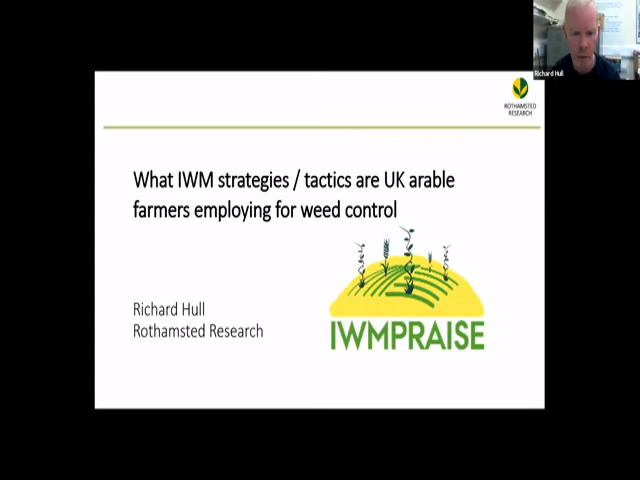 Richard Hull
ROTHAMSTED
RESEARCH
What IWM strategies / tactics are UK arable
farmers employing for weed control
Richard Hull
Rothamsted Research
IWMPRAISE